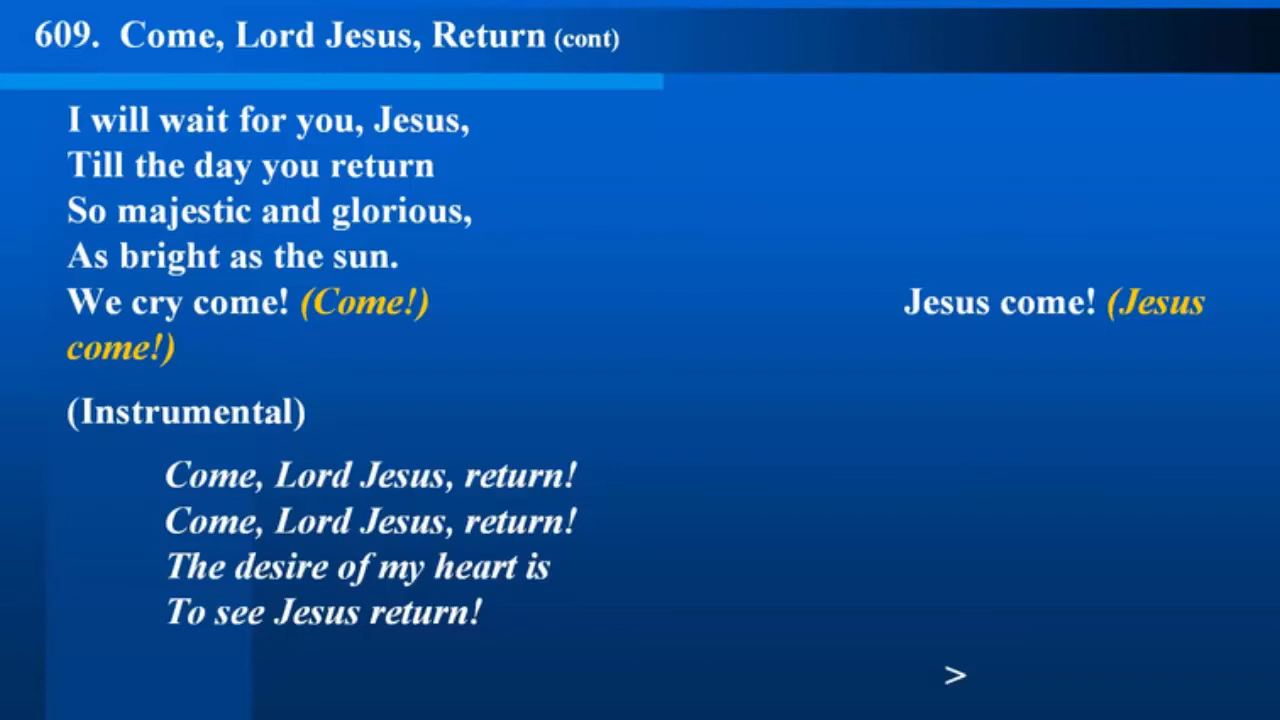 609. Come, Lord Jesus, Return (cont)
I will wait for you, Jesus,
Till the day you return
So majestic and glorious,
As bright as the sun.
We cry come! (Come!) Jesus come! (Jesus
come!)
(Instrumental)
Come, Lord Jesus, return!
Come, Lord Jesus, return!
The desire of my heart is
To see Jesus return!
>